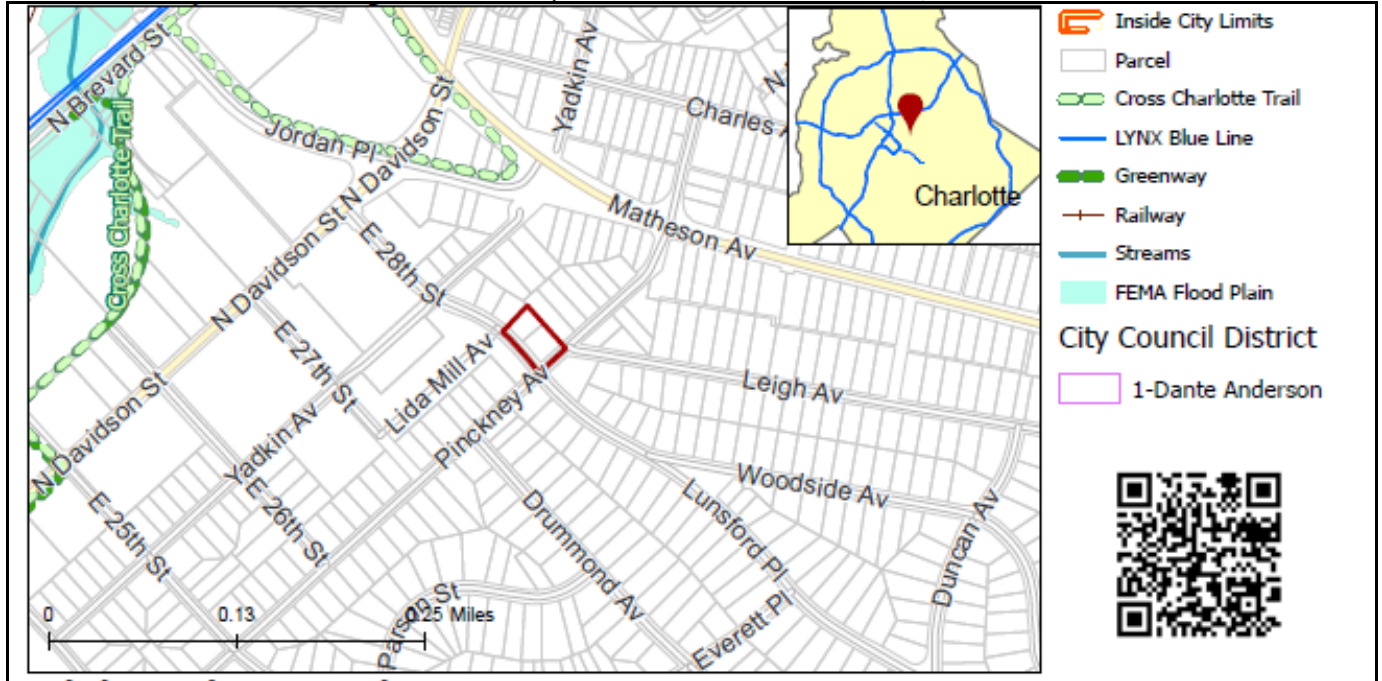 N Brevard St
Cross Charlotte Trail
Jordan Pl
N Davidson St
Yadkin Av
Charles A
N
Matheson Av
Charlotte
Cross Charlotte Trail
N Davidson St
N Davidson St
E 28th St
E 27th St
Lida Mill Av
Pinckney Av
Leigh Av
Woodside Av
Lunsford Pl
Duncan Av
N Davidson St
Yadkin Av
E 26th St
E 25th St
Drummond Av
Everett Pl
Parson St
0 0.13 0.25 Miles
Inside City Limits
Parcel
Cross Charlotte Trail
LYNX Blue Line
Greenway
Railway
Streams
FEMA Flood Plain
City Council District
1-Dante Anderson